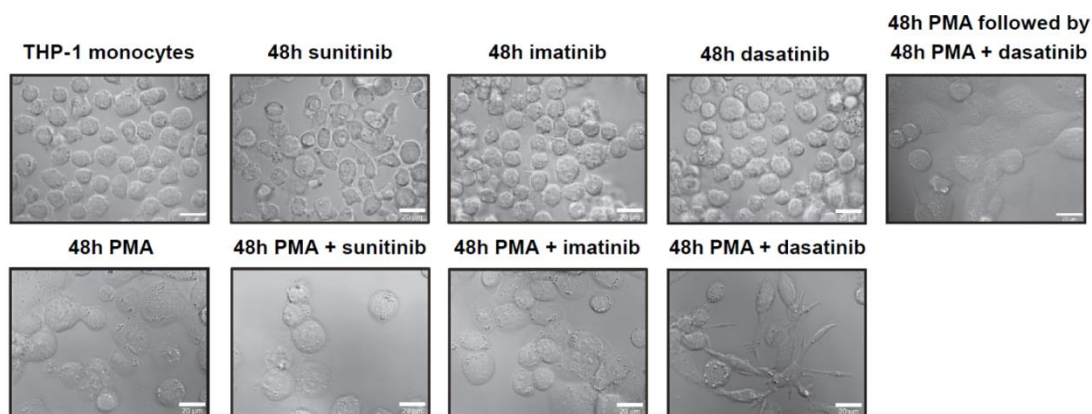 THP-1 monocytes
48h sunitinib
48h imatinib
48h dasatinib
48h PMA followed by
48h PMA + dasatinib
20 µm
20 µm
20 µm
20 µm
48h PMA
48h PMA + sunitinib
48h PMA + imatinib
48h PMA + dasatinib
20 µm
20 µm
20 µm
20 µm